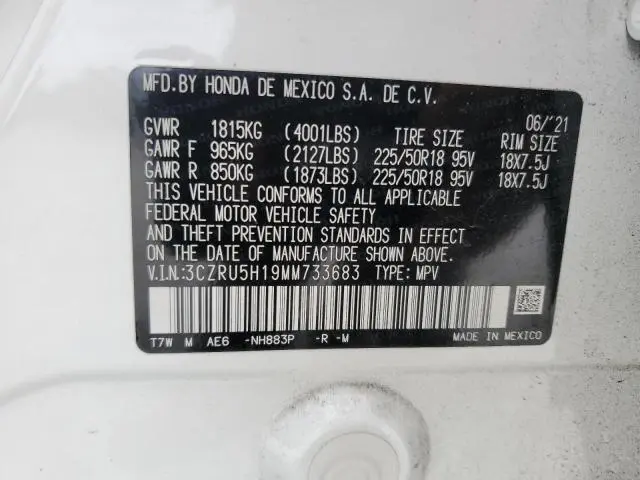 MFD.BY HONDA DE MEXICO S.A. DE C.V.
06/'21
GVWR 1815KG (4001LBS) TIRE SIZE RIM SIZE
GAWR F 965KG (2127LBS) 225/50R18 95V 18X7.5J
GAWR R 850KG (1873LBS) 225/50R18 95V 18X7.5J
THIS VEHICLE CONFORMS TO ALL APPLICABLE
FEDERAL MOTOR VEHICLE SAFETY
AND THEFT PREVENTION STANDARDS IN EFFECT
ON THE DATE OF MANUFACTURE SHOWN ABOVE.
V.I.N.:3CZRU5H19MM733683 TYPE: MPV
T7W M AE6 -NH883P -R -M MADE IN MEXICO